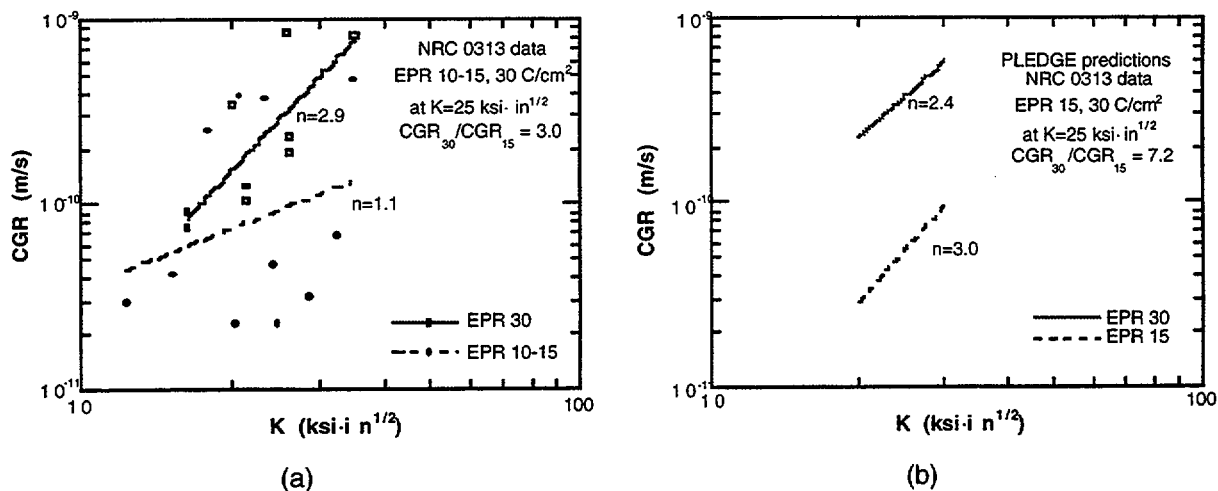 10⁻⁹
NRC 0313 data
EPR 10-15, 30 C/cm²
at K=25 ksi· in^1/2
CGR₃₀/CGR₁₅ = 3.0
n=2.9
10⁻¹⁰
n=1.1
CGR (m/s)
EPR 30
EPR 10-15
10⁻¹¹
10
100
K (ksi·i n^1/2)
(a)
10⁻⁹
PLEDGE predictions
NRC 0313 data
EPR 15, 30 C/cm²
at K=25 ksi· in^1/2
CGR₃₀/CGR₁₅ = 7.2
n=2.4
10⁻¹⁰
n=3.0
CGR (m/s)
EPR 30
EPR 15
10⁻¹¹
10
100
K (ksi·i n^1/2)
(b)